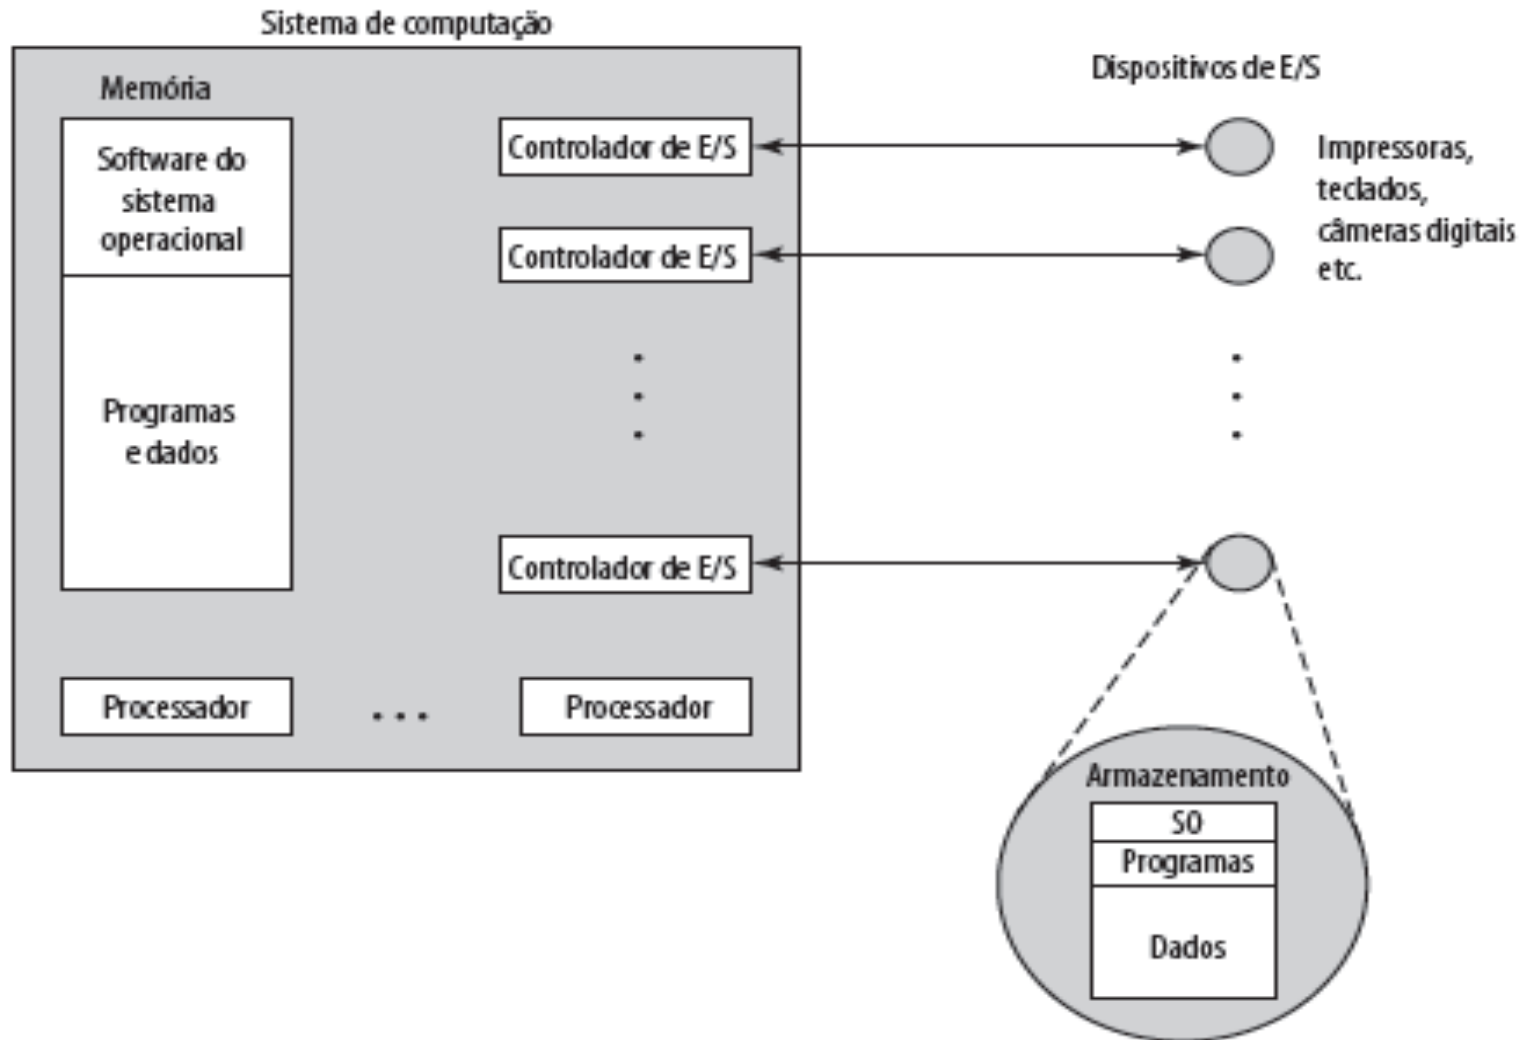 Sistema de computação
Memória
Software do
sistema
operacional
Programas
e dados
Controlador de E/S
Controlador de E/S
Controlador de E/S
Processador
Processador
Dispositivos de E/S
Impressoras,
teclados,
câmeras digitais
etc.
Armazenamento
SO
Programas
Dados